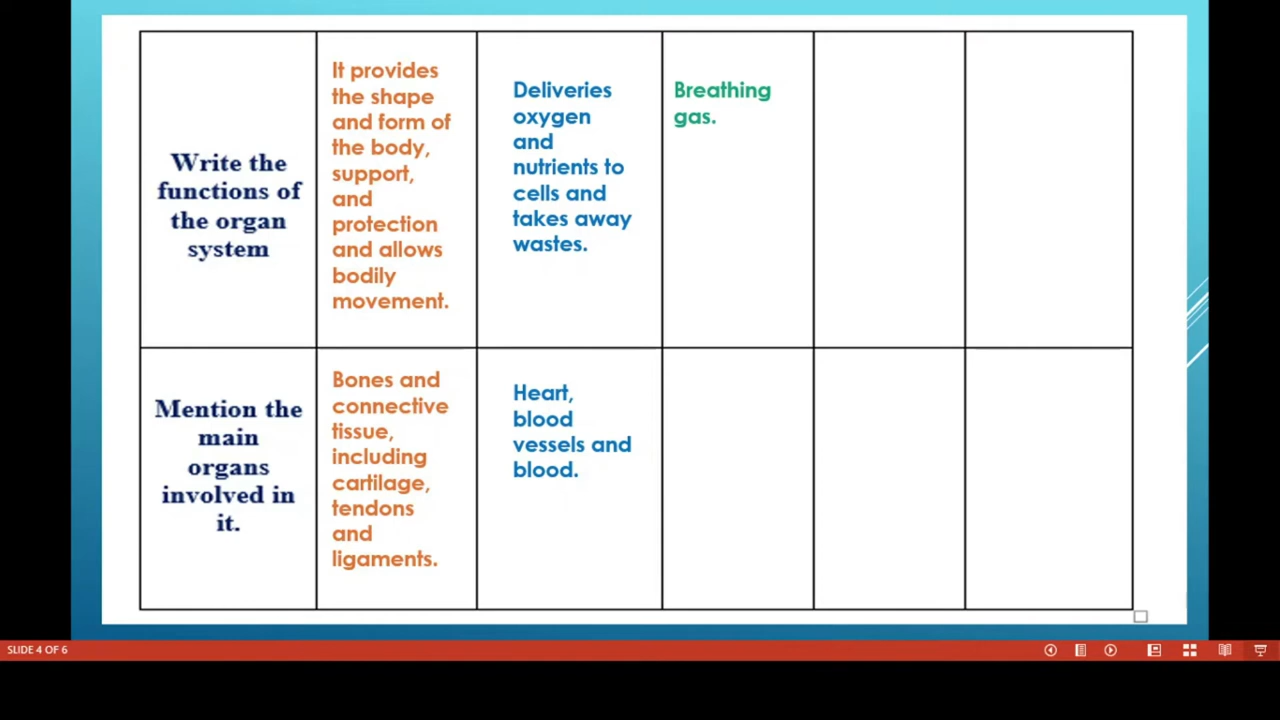 Write the
functions of
the organ
system
It provides
the shape
and form of
the body,
support,
and
protection
and allows
bodily
movement.
Deliveries
oxygen
and
nutrients to
cells and
takes away
wastes.
Breathing
gas.
Mention the
main
organs
involved in
it.
Bones and
connective
tissue,
including
cartilage,
tendons
and
ligaments.
Heart,
blood
vessels and
blood.
SLIDE 4 OF 6